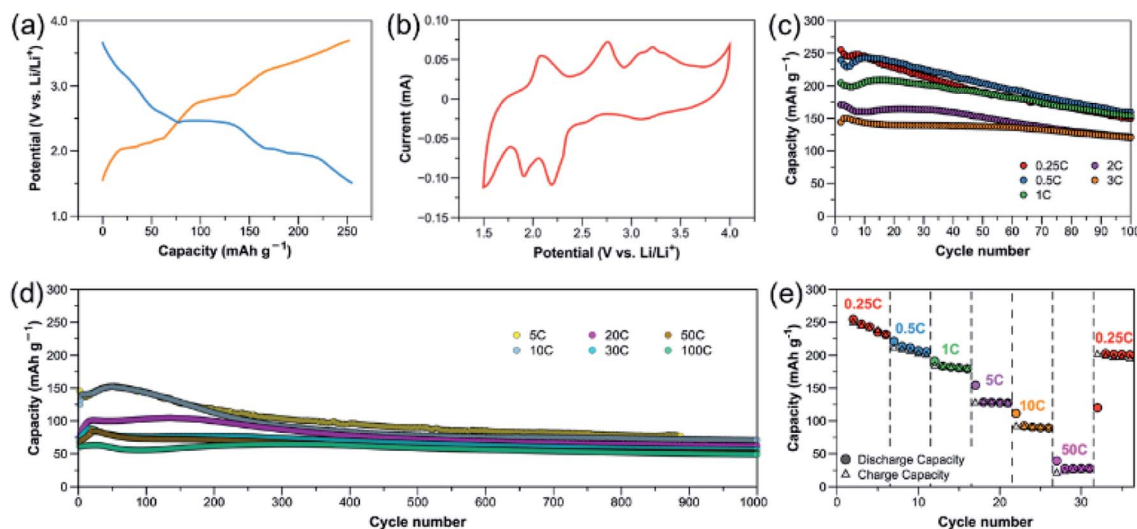 (a)
4.0
3.0
2.0
1.0
Potential (V vs. Li/Li⁺)
0 50 100 150 200 250
Capacity (mAh g⁻¹)
(b)
0.10
0.05
0
−0.05
−0.10
−0.15
Current (mA)
1.5 2.0 2.5 3.0 3.5 4.0
Potential (V vs. Li/Li⁺)
(c)
300
250
200
150
100
50
0
Capacity (mAh g⁻¹)
0.25C 2C
0.5C 3C
1C
0 10 20 30 40 50 60 70 80 90 100
Cycle number
(d)
300
250
200
150
100
50
0
Capacity (mAh g⁻¹)
5C 20C 50C
10C 30C 100C
0 100 200 300 400 500 600 700 800 900 1000
Cycle number
(e)
300
250
200
150
100
50
0
Capacity (mAh g⁻¹)
0.25C
0.5C
1C
5C
10C
50C
0.25C
Discharge Capacity
Charge Capacity
0 10 20 30
Cycle number